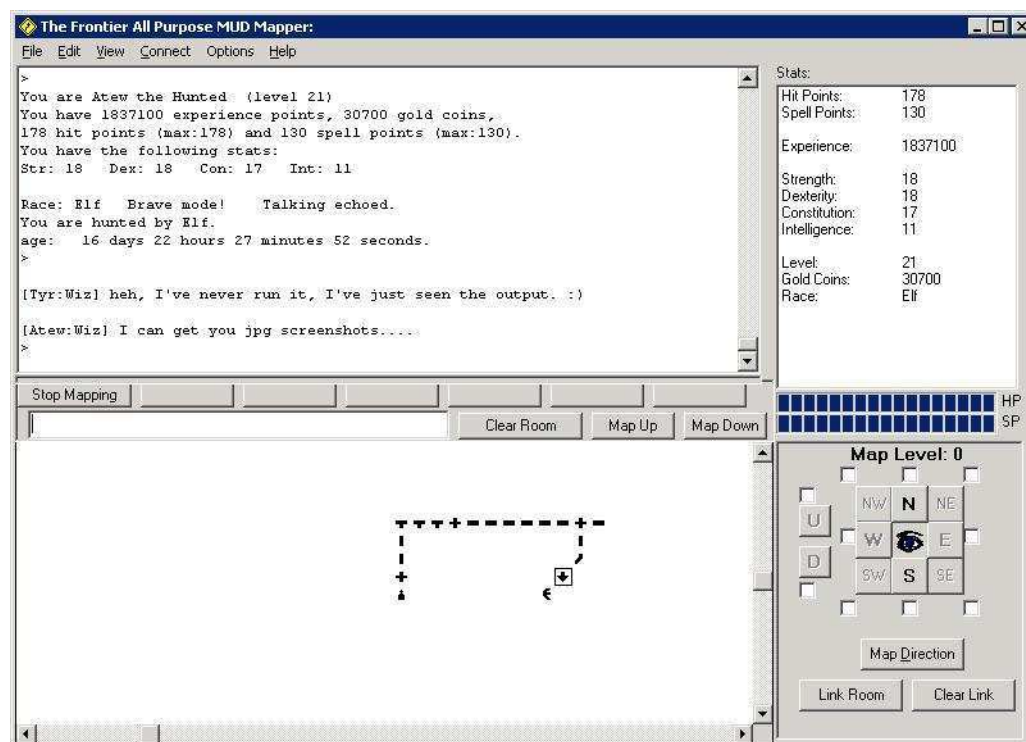 The Frontier All Purpose MUD Mapper:
File Edit View Connect Options Help
>
You are Atew the Hunted (level 21)
You have 1837100 experience points, 30700 gold coins,
178 hit points (max:178) and 130 spell points (max:130).
You have the following stats:
Str: 18 Dex: 18 Con: 17 Int: 11
Race: Elf Brave mode! Talking echoed.
You are hunted by Elf.
age: 16 days 22 hours 27 minutes 52 seconds.
>
[Tyr:Wiz] heh, I've never run it, I've just seen the output. :)
[Atew:Wiz] I can get you jpg screenshots....
>
Stats:
Hit Points: 178
Spell Points: 130
Experience: 1837100
Strength: 18
Dexterity: 18
Constitution: 17
Intelligence: 11
Level: 21
Gold Coins: 30700
Race: Elf
Stop Mapping
Clear Room Map Up Map Down
HP
SP
Map Level: 0
NW N NE
U
W E
D
SW S SE
Map Direction
Link Room Clear Link